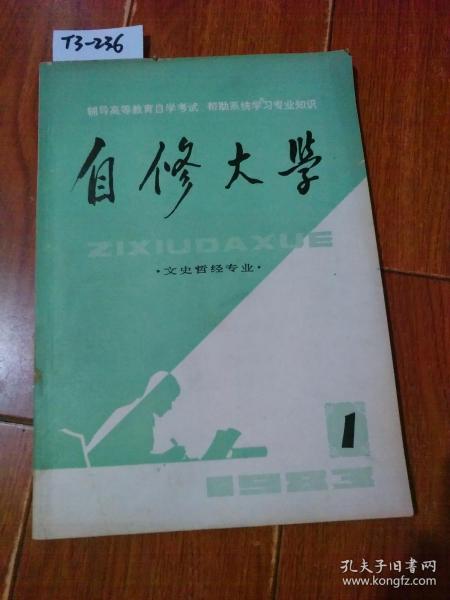 T3-236
辅导高等教育自学考试 帮助系统学习专业知识
自修大学
ZIXIUDAXUE
·文史哲经专业·
1
1983
孔夫子旧书网
www.kongfz.com